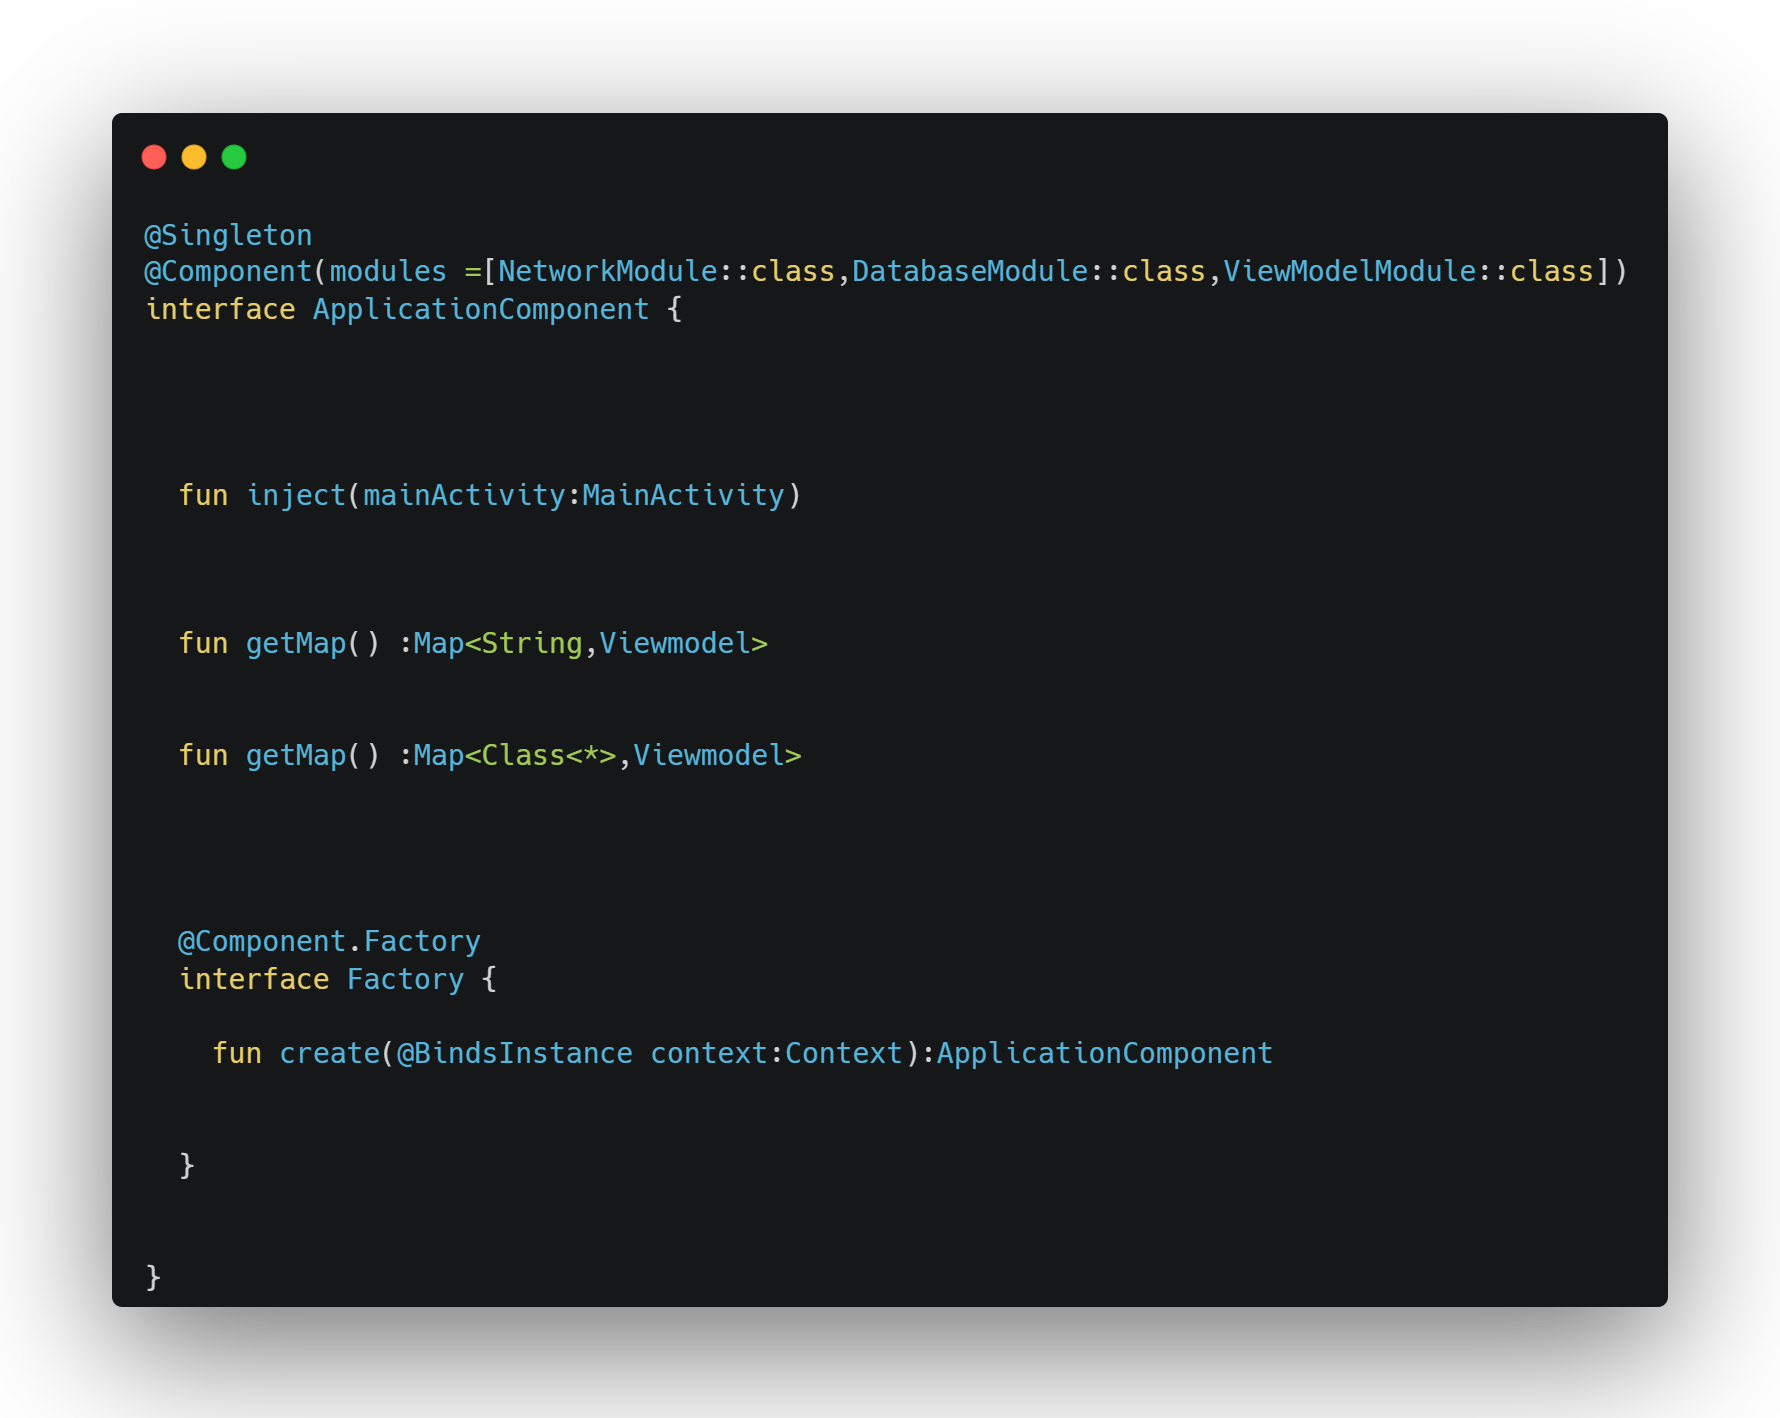 @Singleton
@Component(modules =[NetworkModule::class,DatabaseModule::class,ViewModelModule::class])
interface ApplicationComponent {
fun inject(mainActivity:MainActivity)
fun getMap() :Map<String,Viewmodel>
fun getMap() :Map<Class<*>,Viewmodel>
@Component.Factory
interface Factory {
fun create(@BindsInstance context:Context):ApplicationComponent
}
}